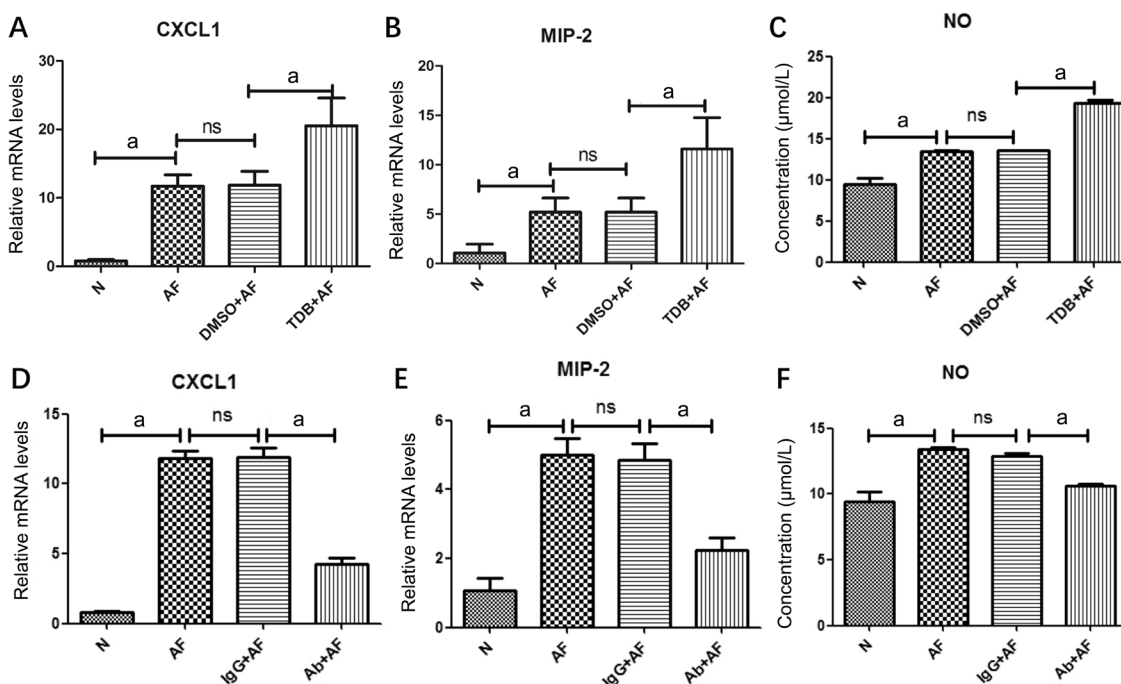 A
CXCL1
Relative mRNA levels
30
20
10
0
a
ns
a
N
AF
DMSO+AF
TDB+AF
B
MIP-2
Relative mRNA levels
20
15
10
5
0
a
ns
a
N
AF
DMSO+AF
TDB+AF
C
NO
Concentration (μmol/L)
25
20
15
10
5
0
a
ns
a
N
AF
DMSO+AF
TDB+AF
D
CXCL1
Relative mRNA levels
15
10
5
0
a
ns
a
N
AF
IgG+AF
Ab+AF
E
MIP-2
Relative mRNA levels
6
4
2
0
a
ns
a
N
AF
IgG+AF
Ab+AF
F
NO
Concentration (μmol/L)
15
10
5
0
a
ns
a
N
AF
IgG+AF
Ab+AF